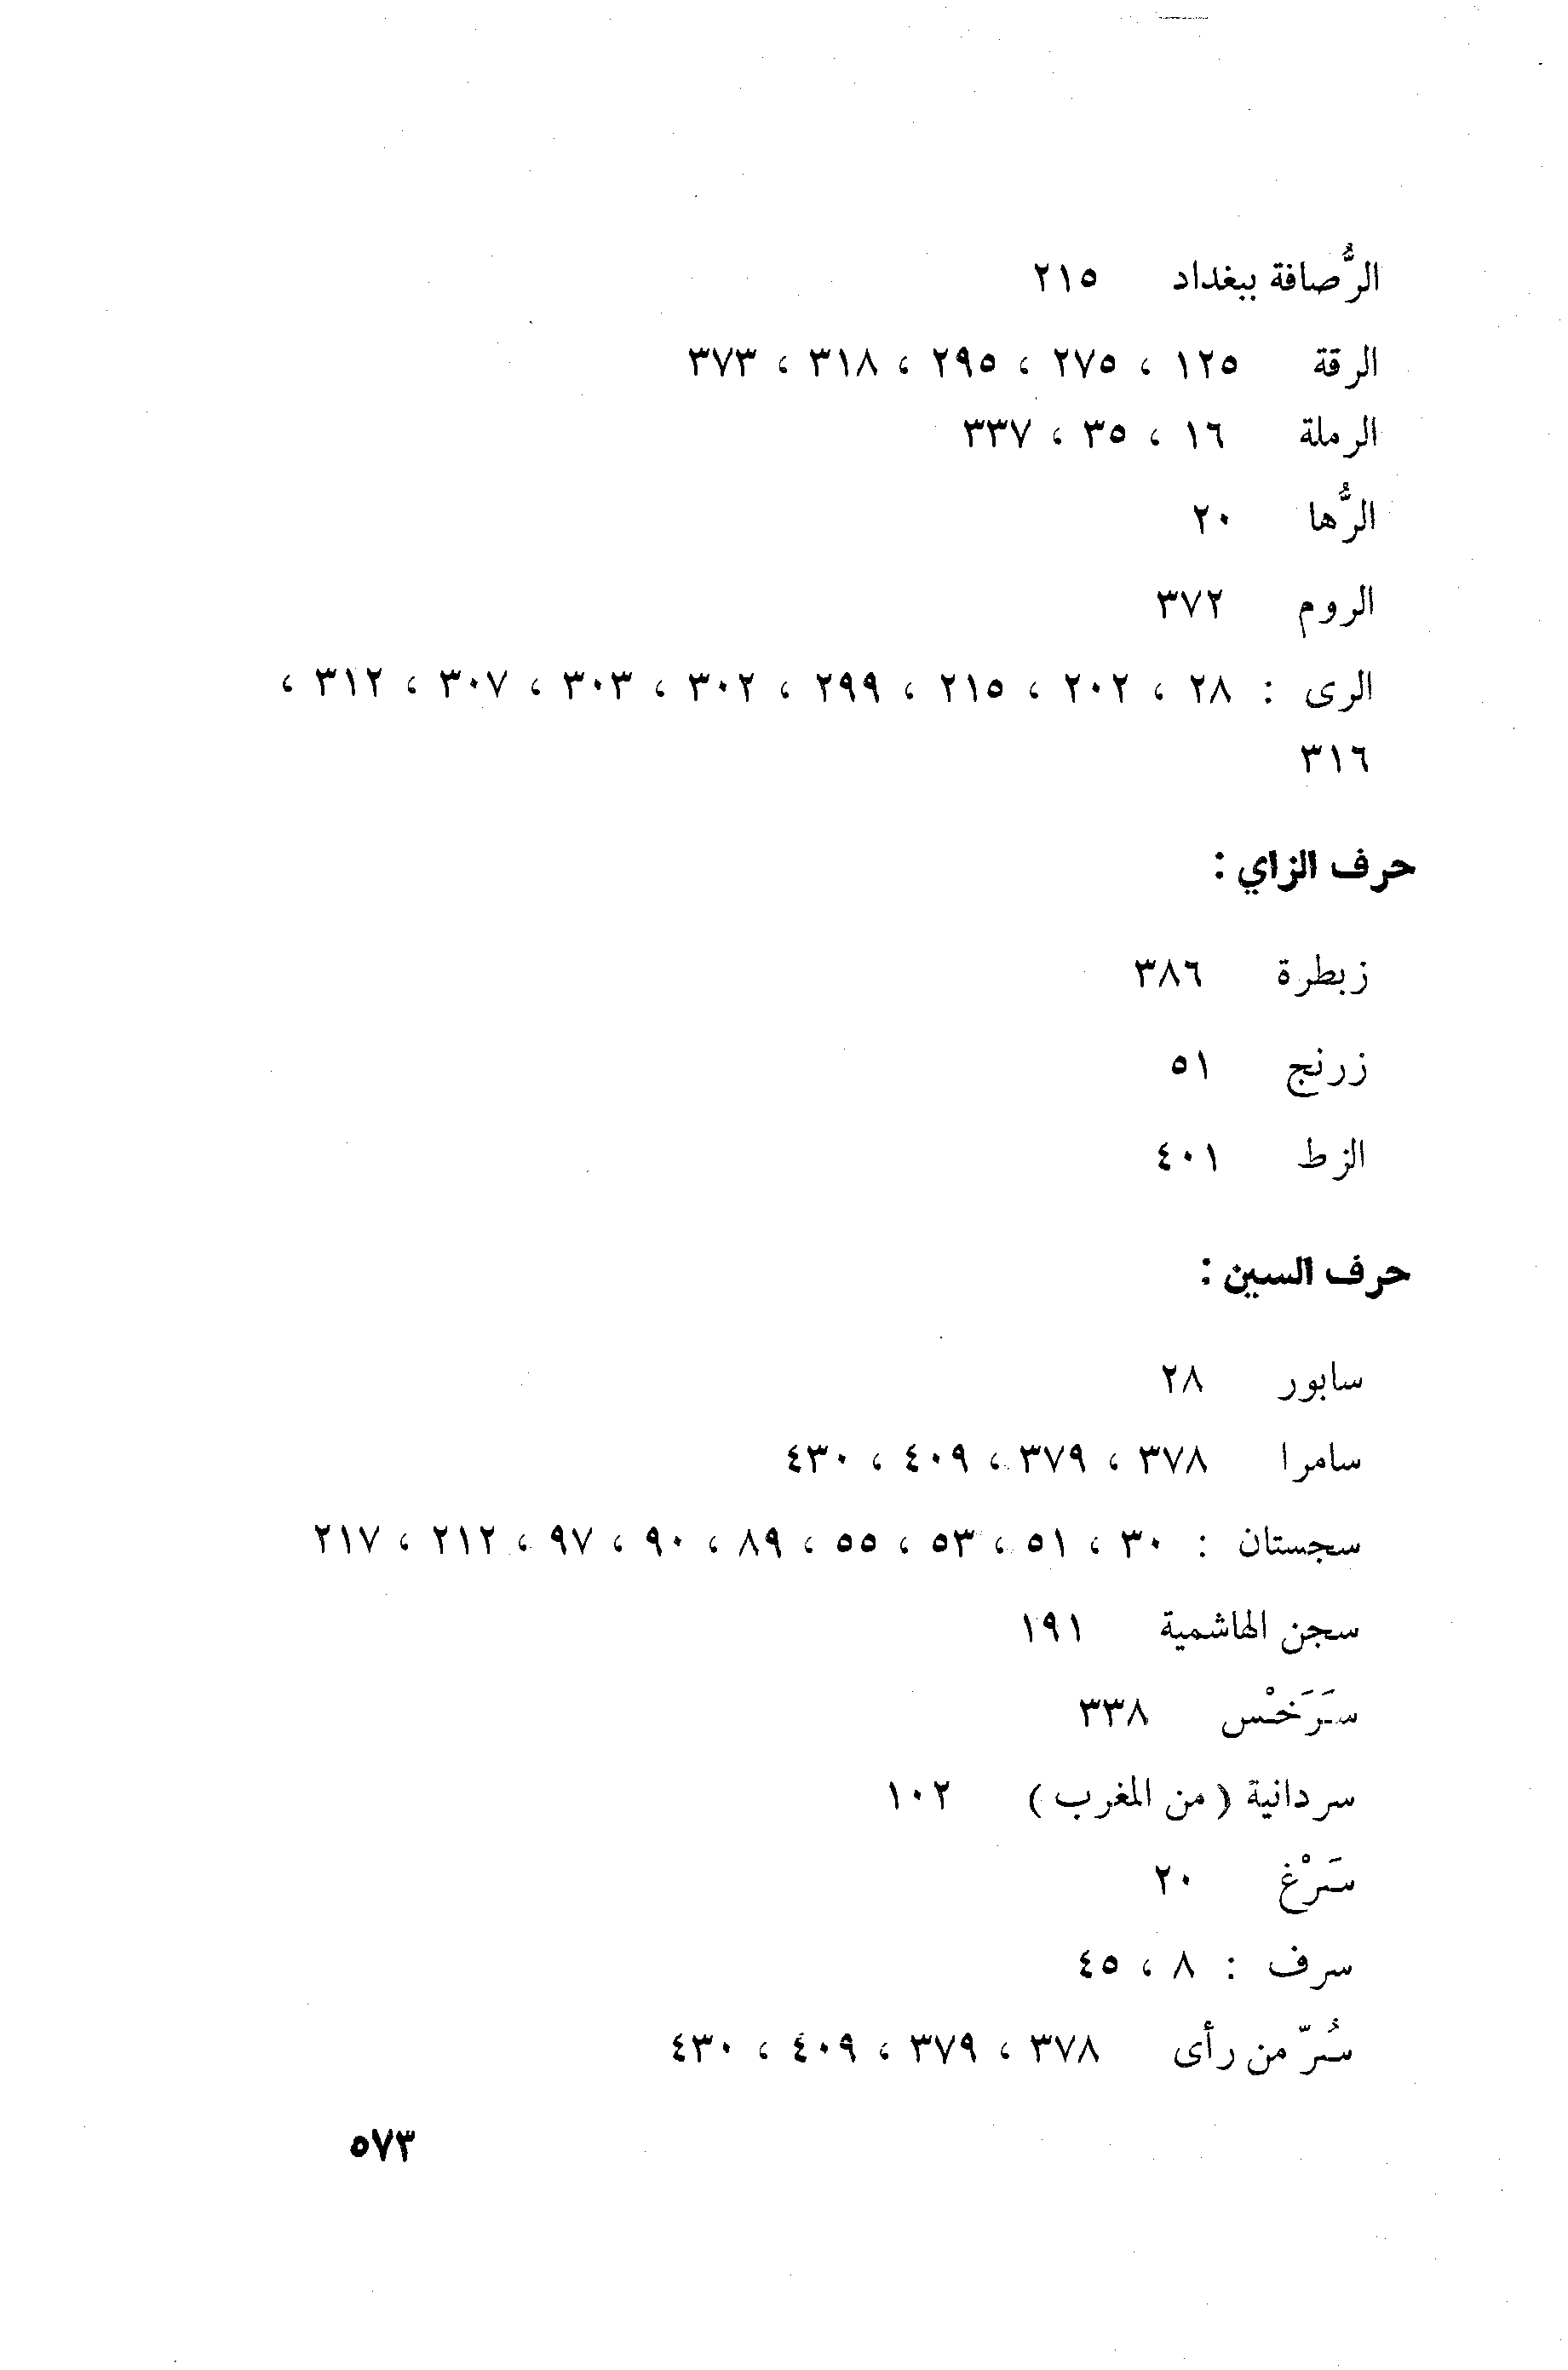 الرُّصافة ببغداد ٢١٥
الرقة ١٢٥ ، ٢٧٥ ، ٢٩٥ ، ٣١٨ ، ٣٧٣
الرملة ١٦ ، ٣٥ ، ٣٣٧
الرُّها ٢٠
الروم ٣٧٢
الرى : ٢٨ ، ٢٠٢ ، ٢١٥ ، ٢٩٩ ، ٣٠٢ ، ٣٠٣ ، ٣٠٧ ، ٣١٢ ،
٣١٦
حرف الزاي :
زبطرة ٣٨٦
زرنج ٥١
الزط ٤٠١
حرف السين :
سابور ٢٨
سامرا ٣٧٨ ، ٣٧٩ ، ٤٠٩ ، ٤٣٠
سجستان : ٣٠ ، ٥١ ، ٥٣ ، ٥٥ ، ٨٩ ، ٩٠ ، ٩٧ ، ٢١٢ ، ٢١٧
سجن الهاشمية ١٩١
سَرَخْس ٣٣٨
سردانية ( من المغرب ) ١٠٢
سَرْغ ٢٠
سرف : ٨ ، ٤٥
سُرّ من رأى ٣٧٨ ، ٣٧٩ ، ٤٠٩ ، ٤٣٠
٥٧٣